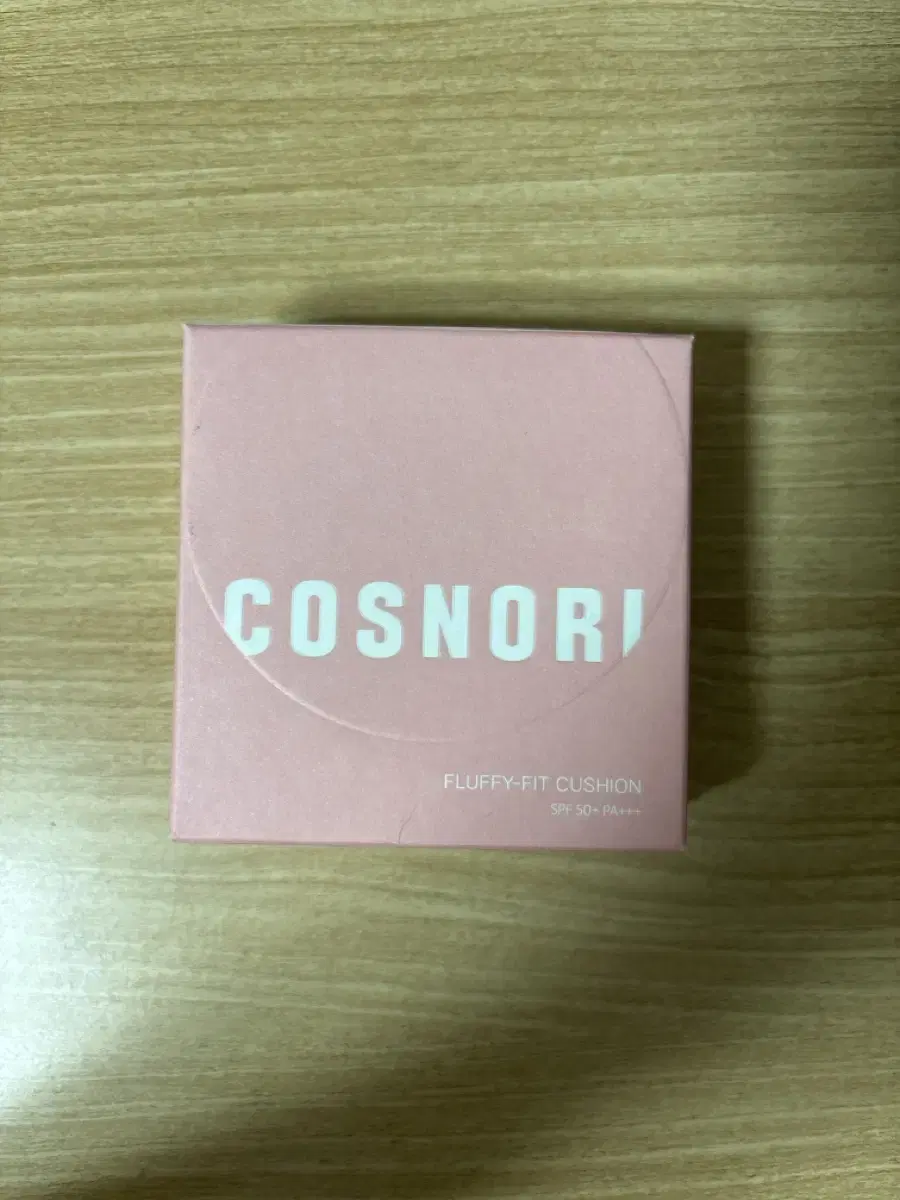 COSNORI
FLUFFY-FIT CUSHION
SPF 50+ PA+++